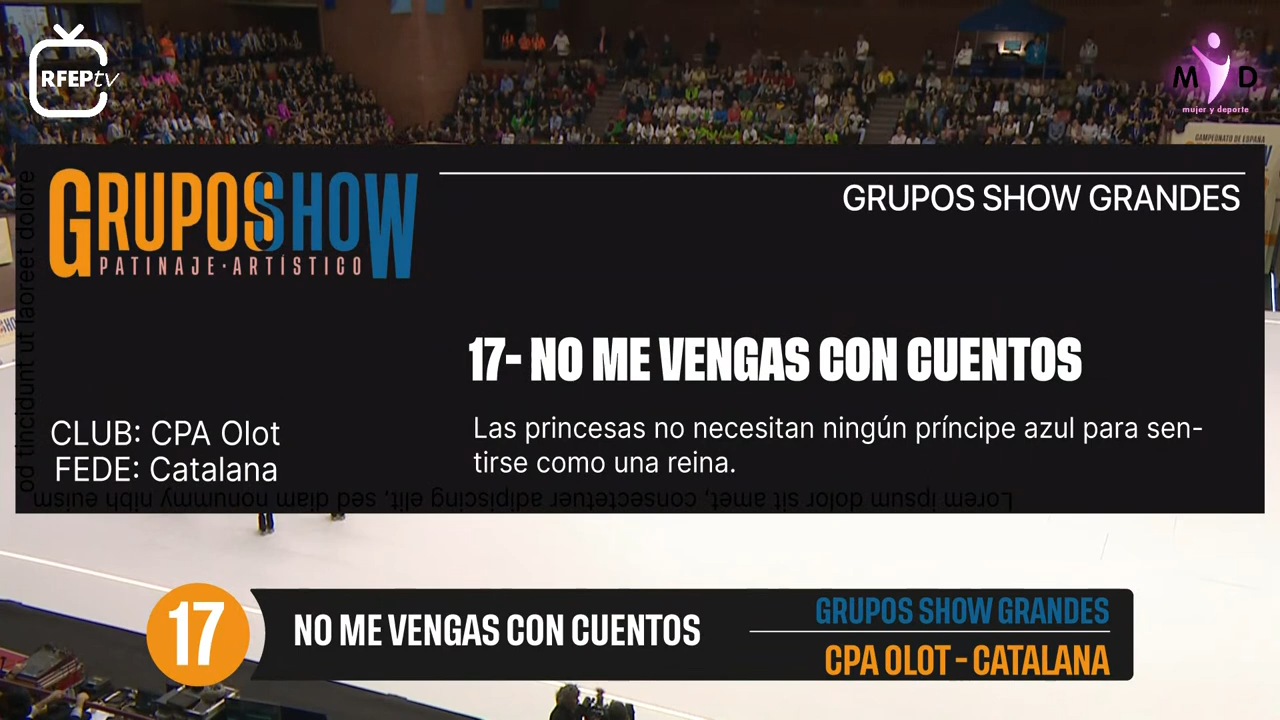 RFEPtv
M D
mujer y deporte
CAMPEONATO DE ESPAÑA
GRUPOS SHOW
PATINAJE·ARTÍSTICO
GRUPOS SHOW GRANDES
17- NO ME VENGAS CON CUENTOS
CLUB: CPA Olot
FEDE: Catalana
Las princesas no necesitan ningún príncipe azul para sen-
tirse como una reina.
od tincidunt ut laoreet dolore
Lorem ipsum dolor sit amet, consectetuer adipiscing elit, sed diam nonummy nibh euism
17
NO ME VENGAS CON CUENTOS
GRUPOS SHOW GRANDES
CPA OLOT - CATALANA